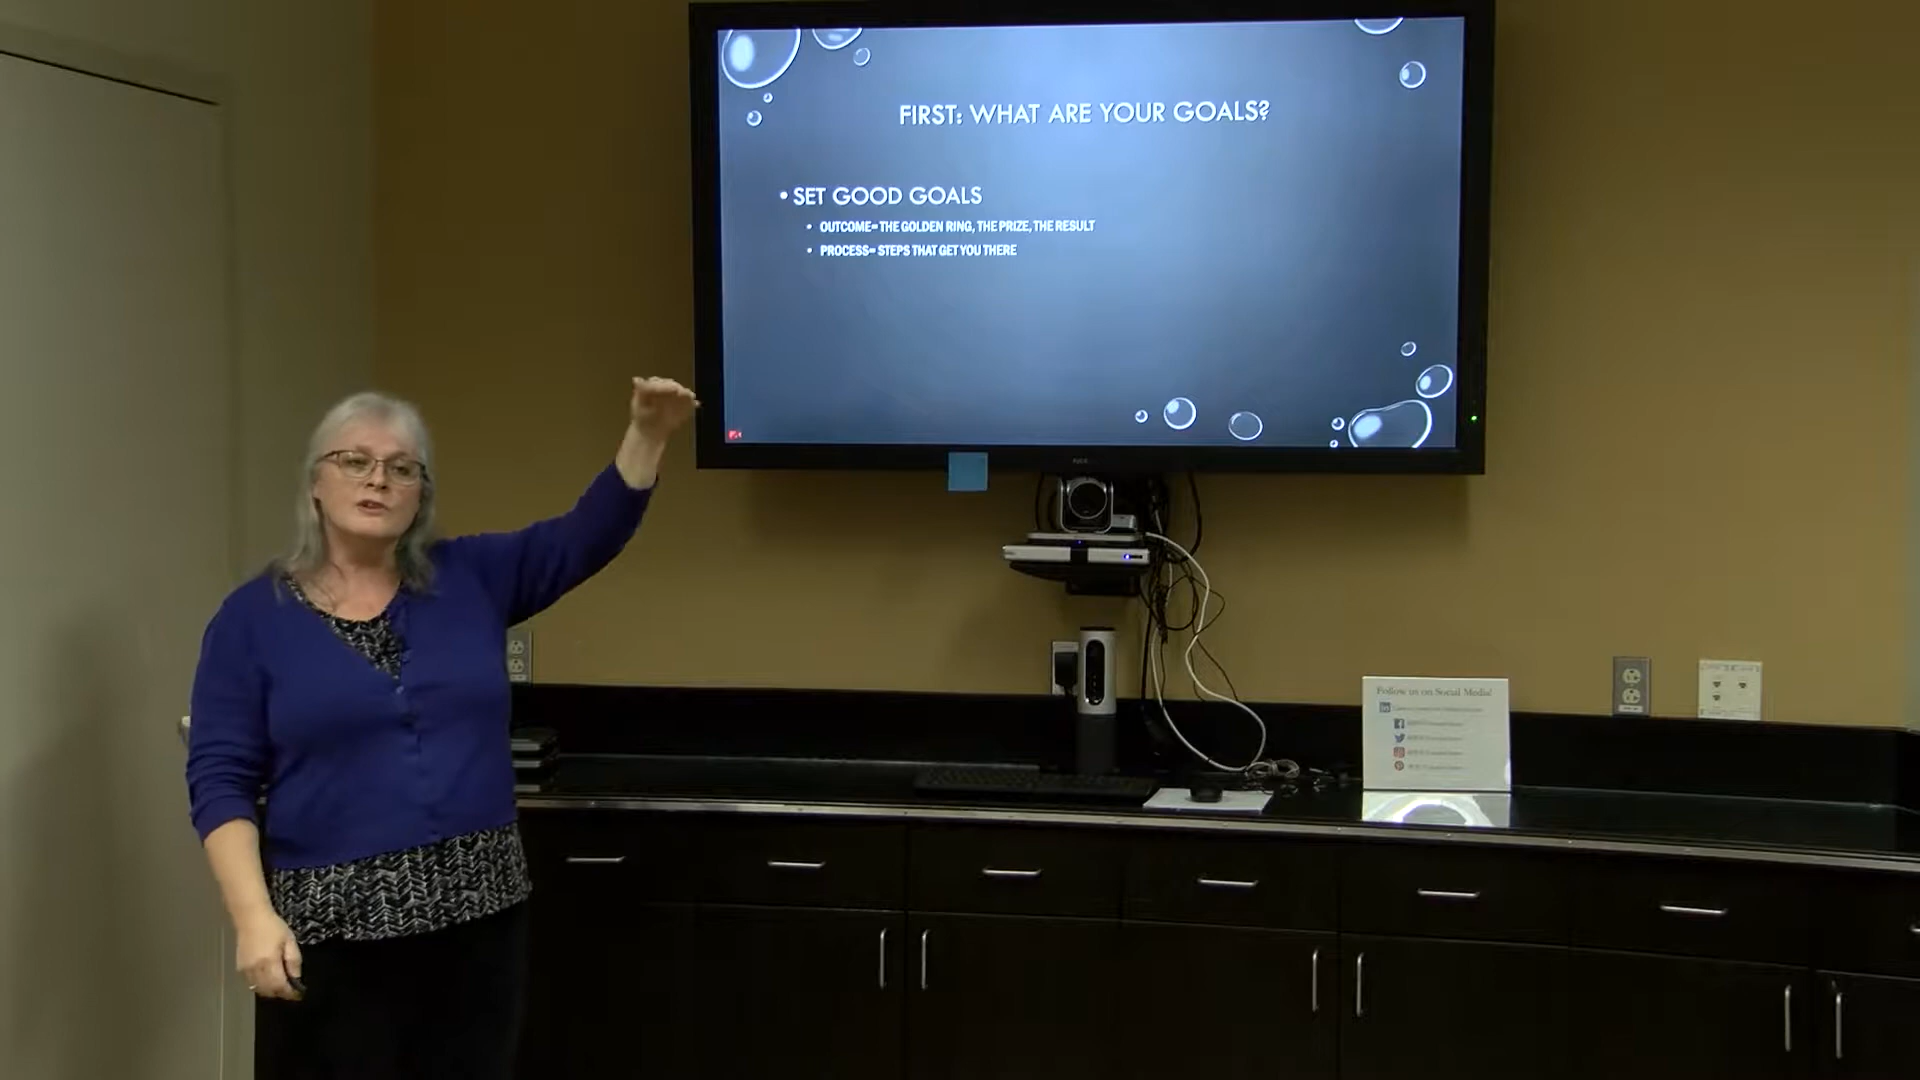 FIRST: WHAT ARE YOUR GOALS?
• SET GOOD GOALS
• OUTCOME= THE GOLDEN RING, THE PRIZE, THE RESULT
• PROCESS= STEPS THAT GET YOU THERE
NEC
Follow us on Social Media!